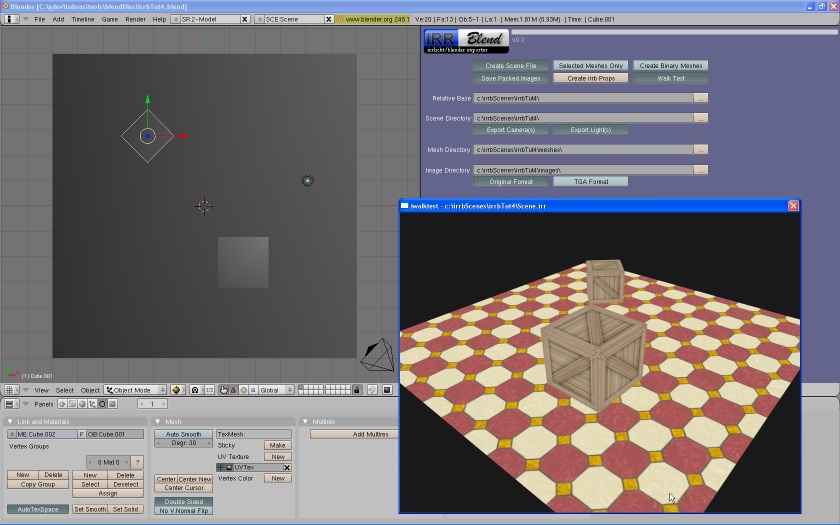 Blender [C:\gdev\tubras\tools\blendfiles\irrbTut4.blend]
File Add Timeline Game Render Help SR:2-Model SCE:Scene www.blender.org 246.1 Ve:20 | Fa:13 | Ob:5-1 | La:1 | Mem:1.81M (0.93M) | Time: | Cube.001
IRR Blend v0.3
irrlicht/blender exporter
Create Scene File Selected Meshes Only Create Binary Meshes
Save Packed Images Create irrb Props Walk Test
Relative Base c:\irrbScenes\irrbTut4\ ...
Scene Directory c:\irrbScenes\irrbTut4\ ...
Export Camera(s) Export Light(s)
Mesh Directory c:\irrbScenes\irrbTut4\meshes\ ...
Image Directory c:\irrbScenes\irrbTut4\images\ ...
Original Format TGA Format
iwalktest - c:\irrbScenes\irrbTut4\Scene.irr
(1) Cube.001
View Select Object Object Mode Global
Panels 1
Link and Materials
ME:Cube.002 F OB:Cube.001
Vertex Groups
0 Mat 0 ?
New Delete New Delete
Copy Group Select Deselect
Assign
AutoTexSpace Set Smooth Set Solid
Mesh
Auto Smooth
Degr: 30
Center Center New
Center Cursor
Double Sided
No V.Normal Flip
TexMesh:
Sticky Make
UV Texture New
UVTex
Vertex Color New
Multires
Add Multires